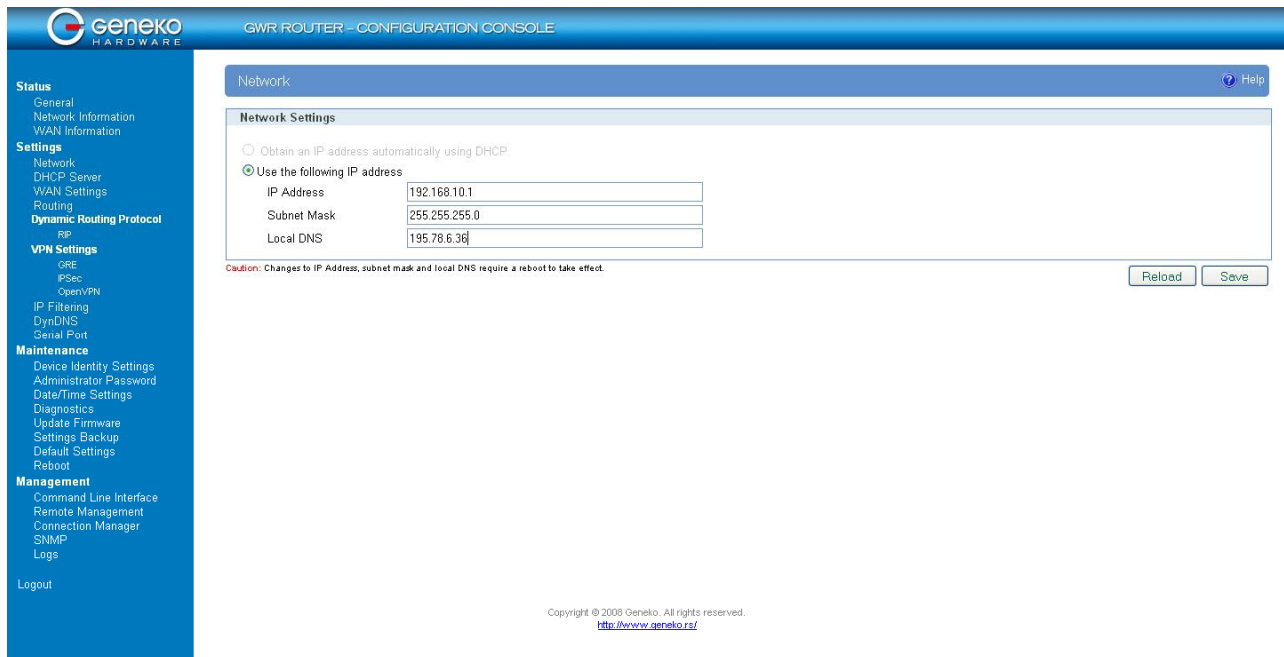 GENEKO
HARDWARE
GWR ROUTER - CONFIGURATION CONSOLE
Status
General
Network Information
WAN Information
Settings
Network
DHCP Server
WAN Settings
Routing
Dynamic Routing Protocol
RIP
VPN Settings
GRE
IPSec
OpenVPN
IP Filtering
DynDNS
Serial Port
Maintenance
Device Identity Settings
Administrator Password
Date/Time Settings
Diagnostics
Update Firmware
Settings Backup
Default Settings
Reboot
Management
Command Line Interface
Remote Management
Connection Manager
SNMP
Logs
Logout
Network
? Help
Network Settings
Obtain an IP address automatically using DHCP
Use the following IP address
IP Address 192.168.10.1
Subnet Mask 255.255.255.0
Local DNS 195.78.6.36
Caution: Changes to IP Address, subnet mask and local DNS require a reboot to take effect.
Reload Save
Copyright © 2008 Geneko. All rights reserved.
http://www.geneko.rs/